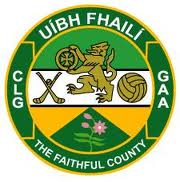 UÍBH FHAILÍ
CLG
GAA
THE FAITHFUL COUNTY